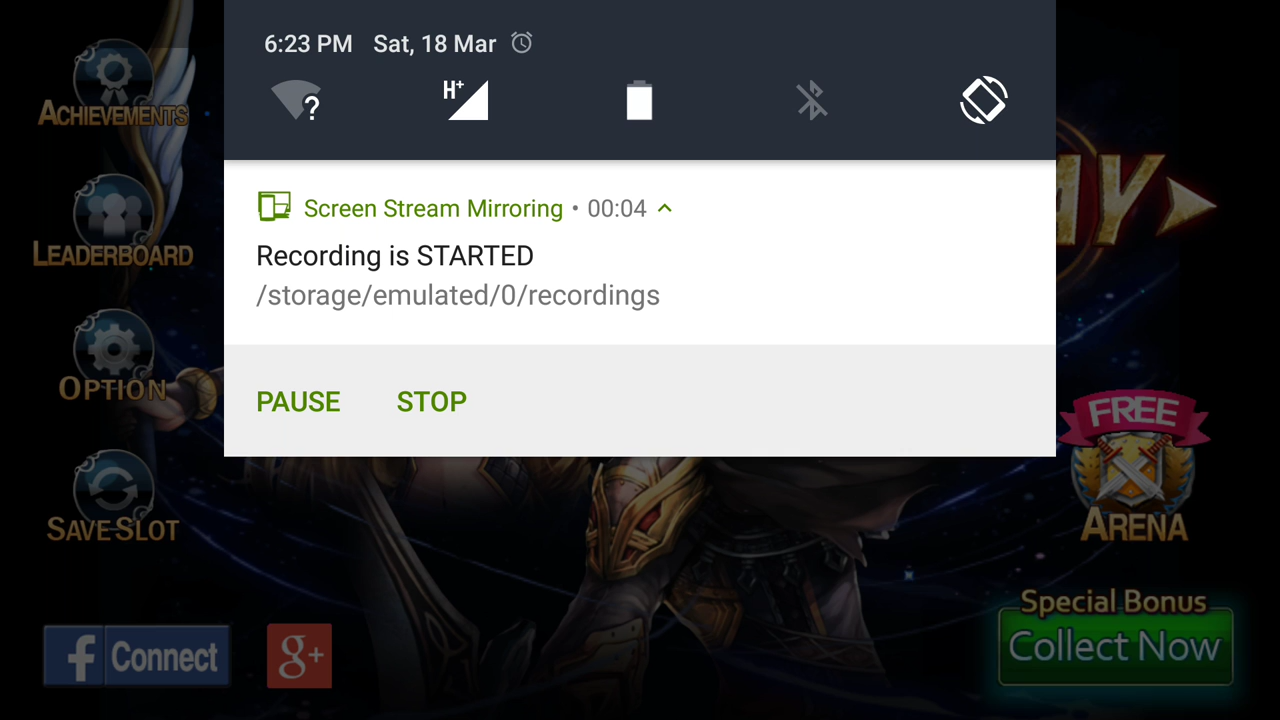 6:23 PM Sat, 18 Mar
H+ ?
Screen Stream Mirroring • 00:04
Recording is STARTED
/storage/emulated/0/recordings
PAUSE STOP
ACHIEVEMENTS
LEADERBOARD
OPTION
SAVE SLOT
f Connect
g+
FREE
ARENA
Special Bonus
Collect Now